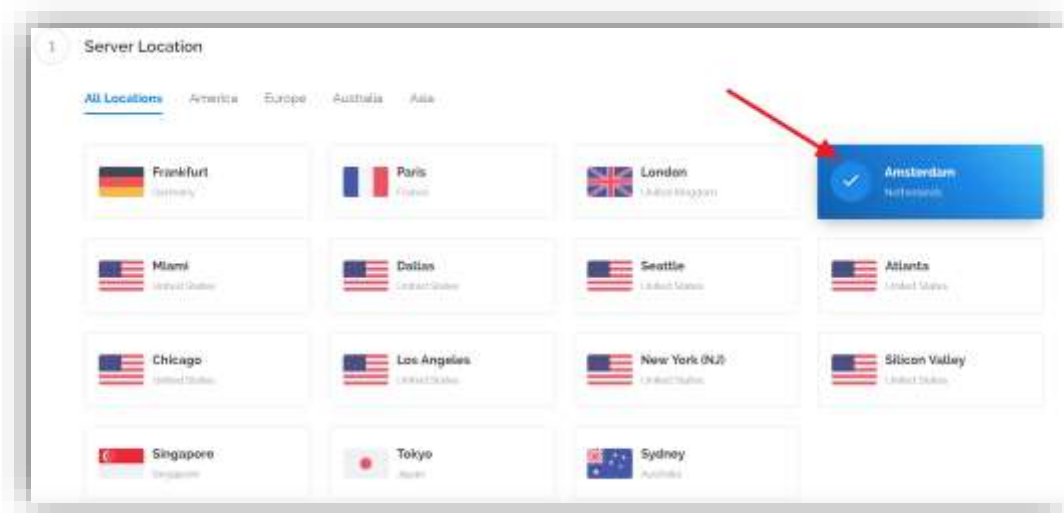 1 Server Location
All Locations America Europe Australia Asia
Frankfurt Paris London Amsterdam
Germany France United Kingdom Netherlands
Miami Dallas Seattle Atlanta
United States United States United States United States
Chicago Los Angeles New York (NJ) Silicon Valley
United States United States United States United States
Singapore Tokyo Sydney
Singapore Japan Australia